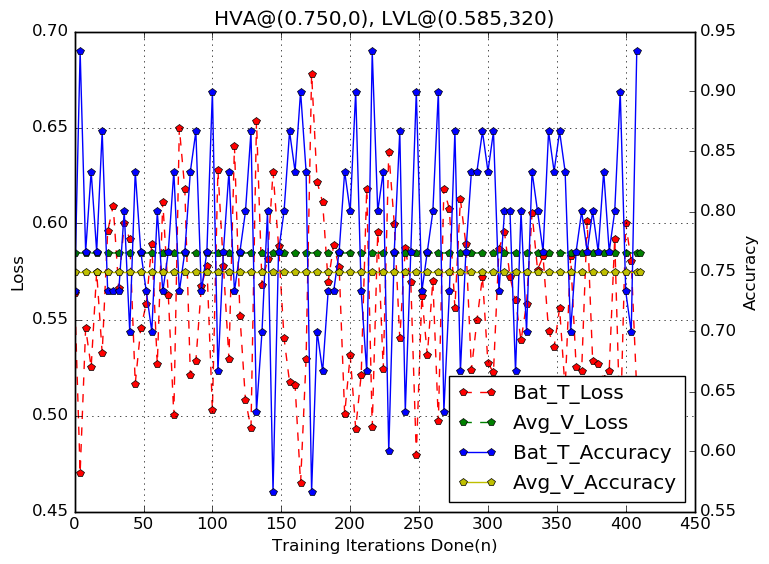 HVA@(0.750,0), LVL@(0.585,320)
0.70
0.65
0.60
0.55
0.50
0.45
Loss
0.95
0.90
0.85
0.80
0.75
0.70
0.65
0.60
0.55
Accuracy
Bat_T_Loss
Avg_V_Loss
Bat_T_Accuracy
Avg_V_Accuracy
0 50 100 150 200 250 300 350 400 450
Training Iterations Done(n)